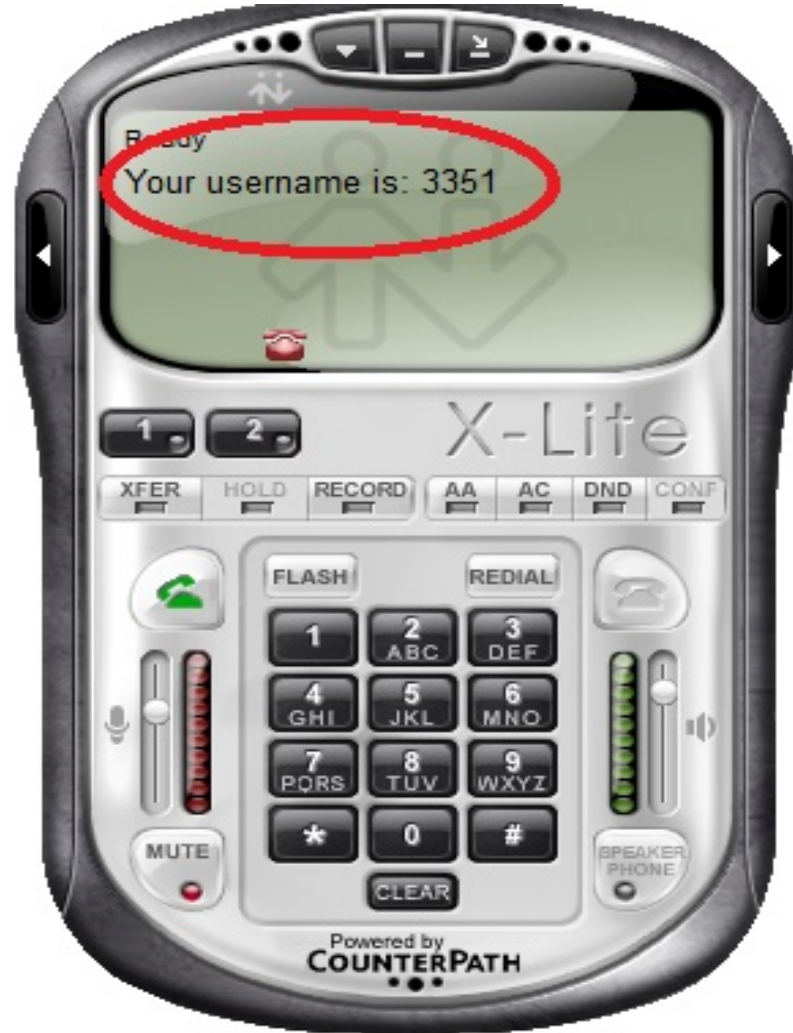 Ready
Your username is: 3351
1 2
X-Lite
XFER HOLD RECORD AA AC DND CONF
FLASH REDIAL
1 2 3
ABC DEF
4 5 6
GHI JKL MNO
7 8 9
PQRS TUV WXYZ
* 0 #
MUTE
SPEAKER
PHONE
CLEAR
Powered by
COUNTERPATH